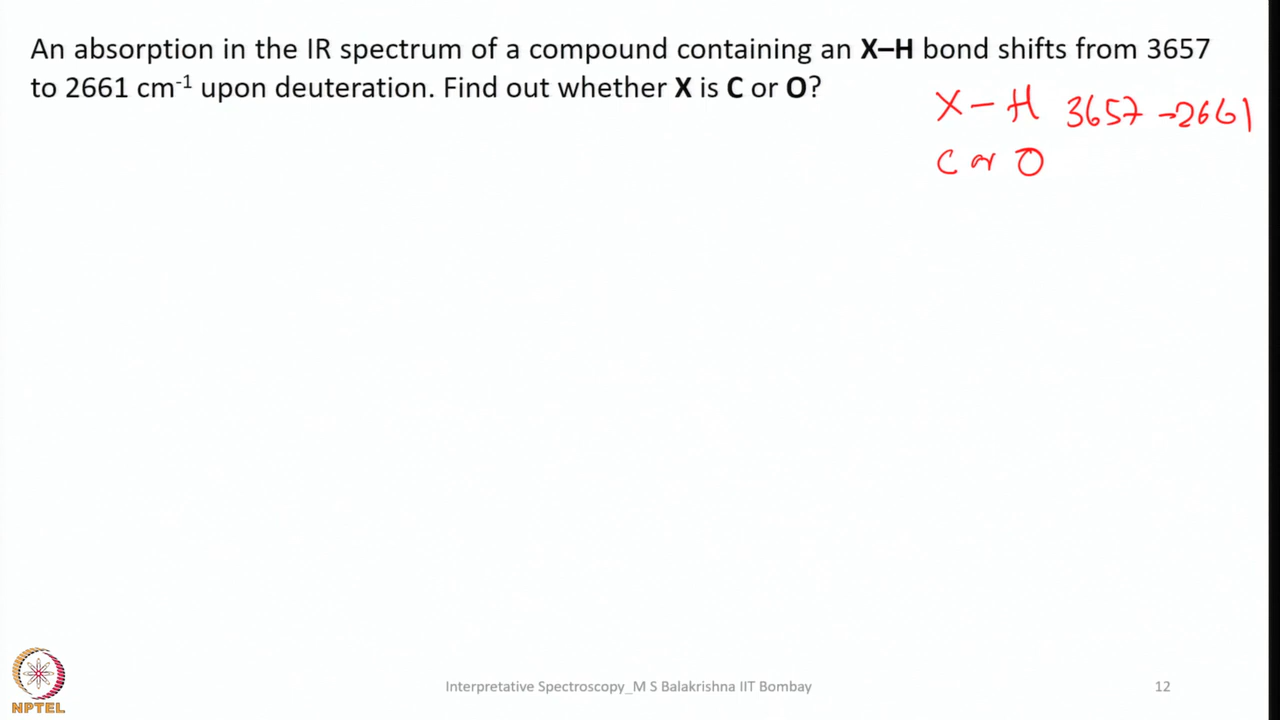 An absorption in the IR spectrum of a compound containing an X–H bond shifts from 3657
to 2661 cm-1 upon deuteration. Find out whether X is C or O?
X – H 3657 → 2661
C or O
NPTEL
Interpretative Spectroscopy_M S Balakrishna IIT Bombay
12